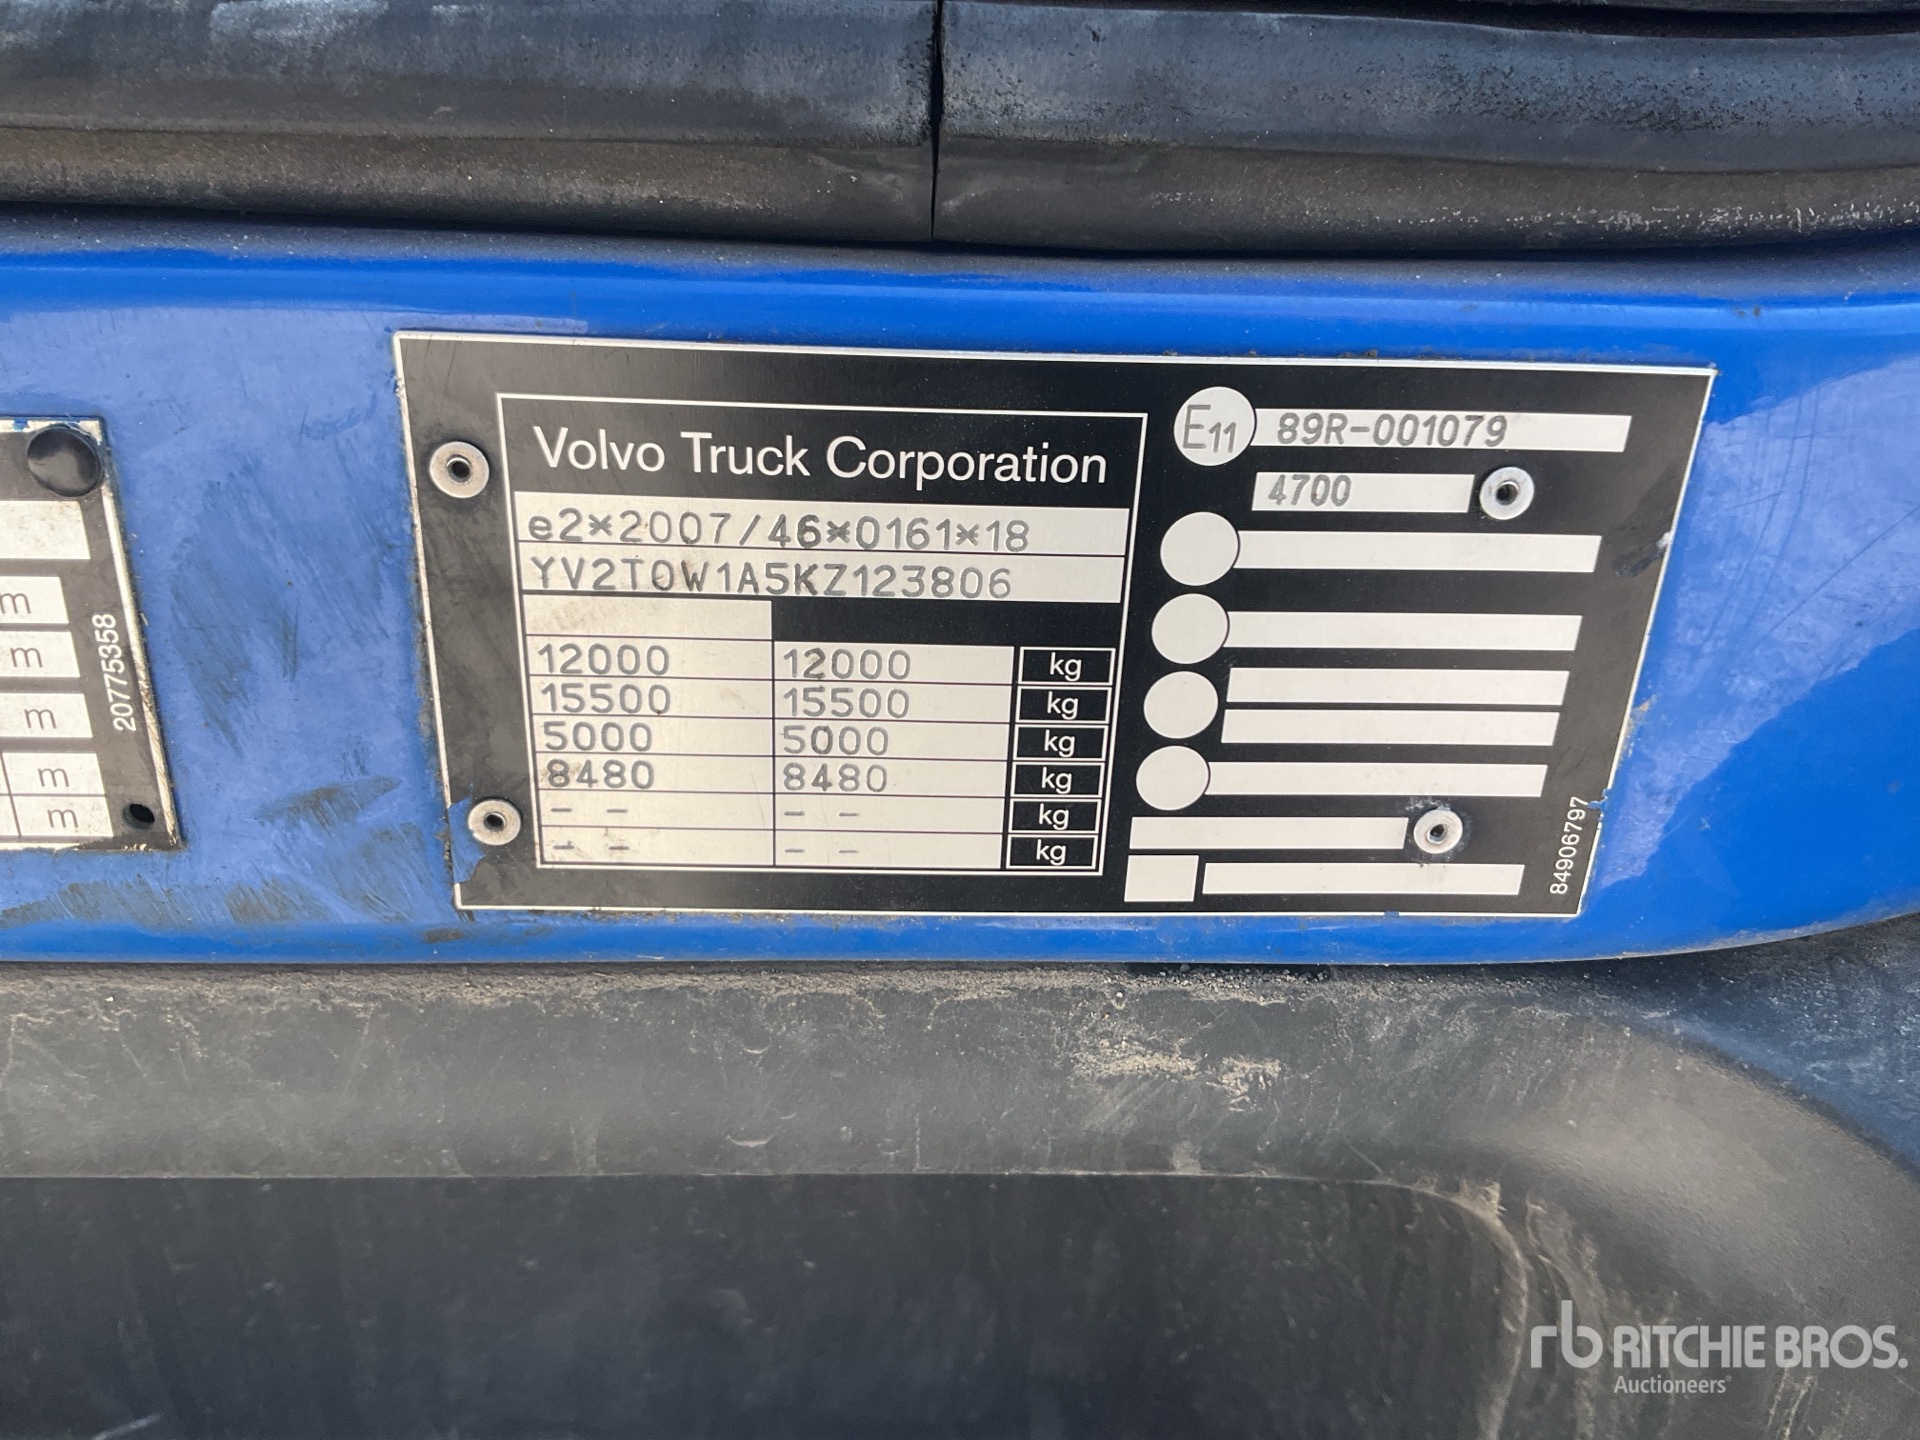 m
m
m
m
m
20775358
Volvo Truck Corporation
e2*2007/46*0161*18
YV2T0W1A5KZ123806
12000 12000 kg
15500 15500 kg
5000 5000 kg
8480 8480 kg
- - - - kg
- - - - kg
E11 89R-001079
4700
84906797
rb RITCHIE BROS.
Auctioneers